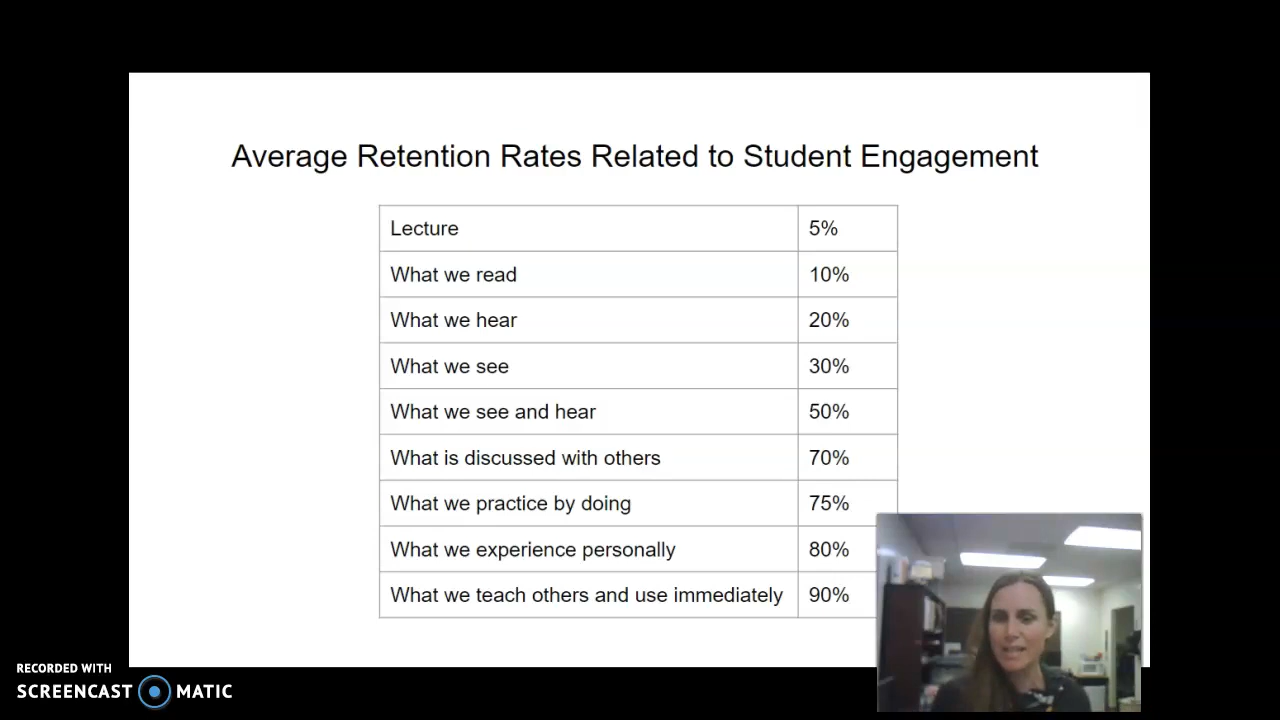 Average Retention Rates Related to Student Engagement
Lecture 5%
What we read 10%
What we hear 20%
What we see 30%
What we see and hear 50%
What is discussed with others 70%
What we practice by doing 75%
What we experience personally 80%
What we teach others and use immediately 90%
RECORDED WITH
SCREENCAST MATIC